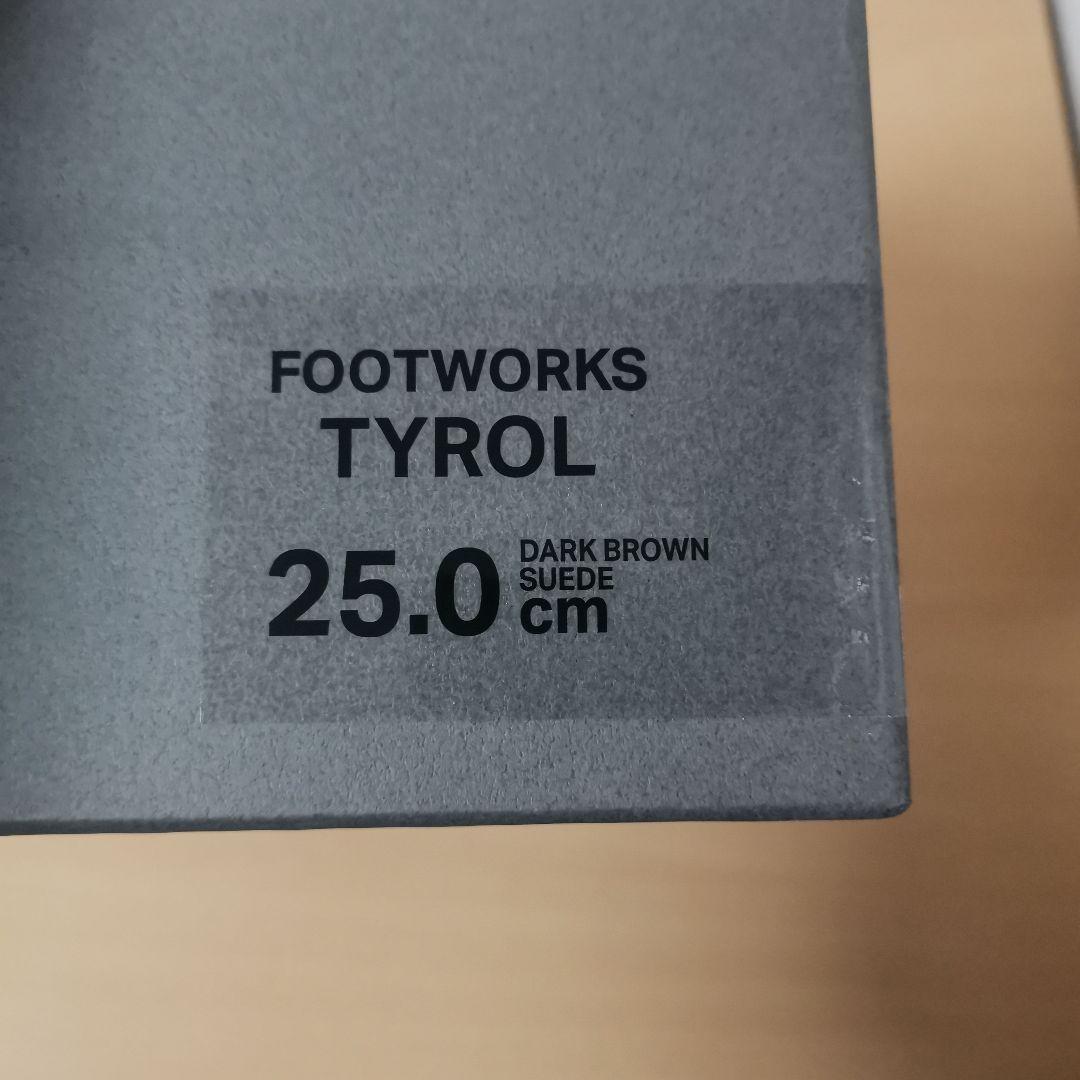 FOOTWORKS
TYROL
25.0 cm
DARK BROWN
SUEDE